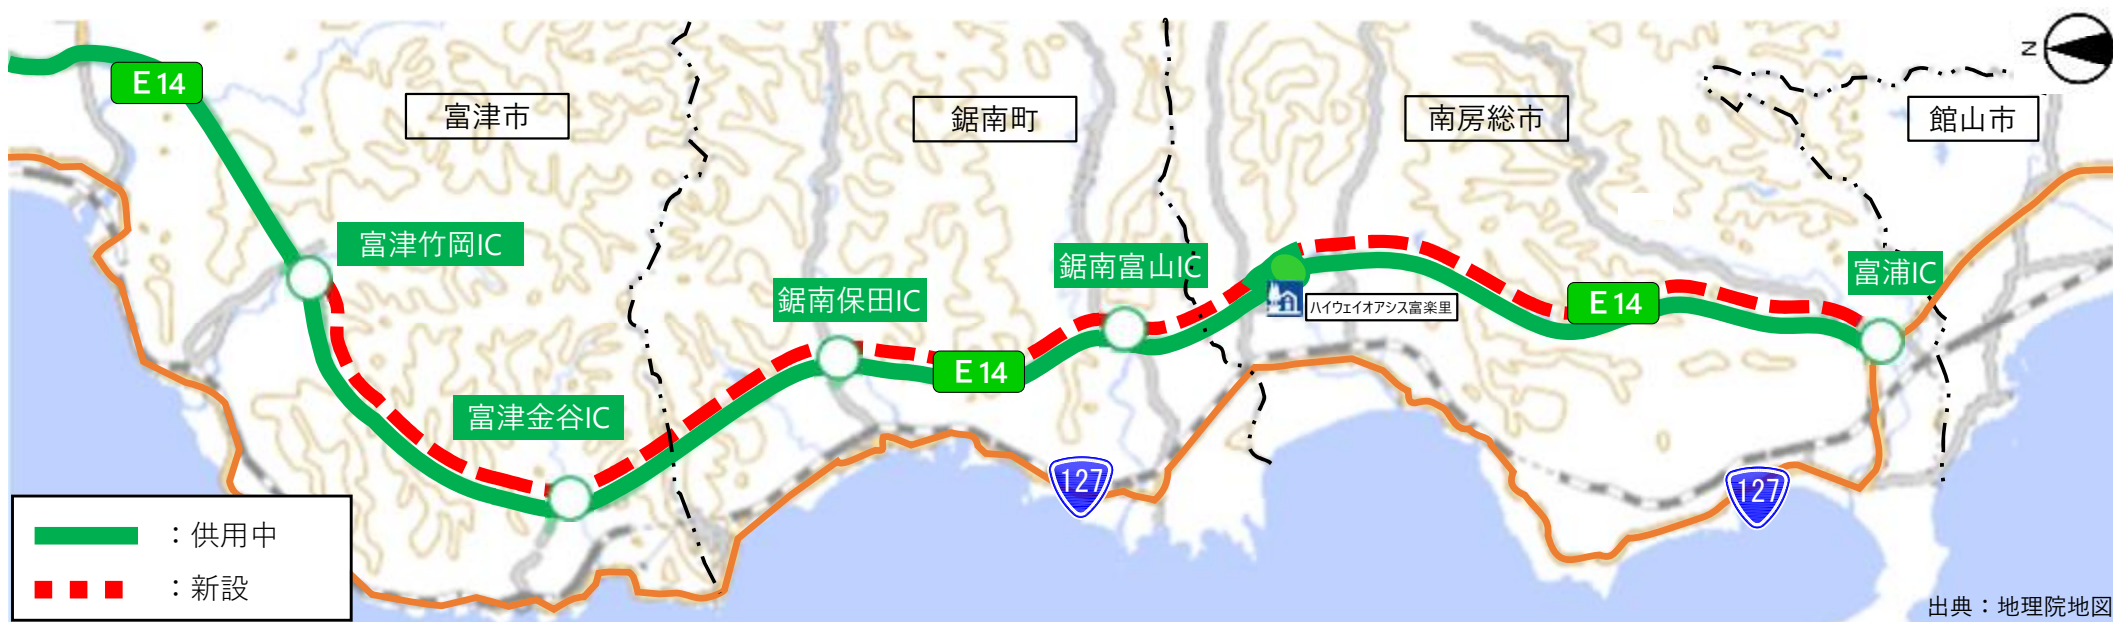 E14
富津市
鋸南町
南房総市
館山市
N
富津竹岡IC
鋸南保田IC
鋸南富山IC
富浦IC
ハイウェイオアシス富楽里
E14
E14
富津金谷IC
127
127
：供用中
：新設
出典：地理院地図